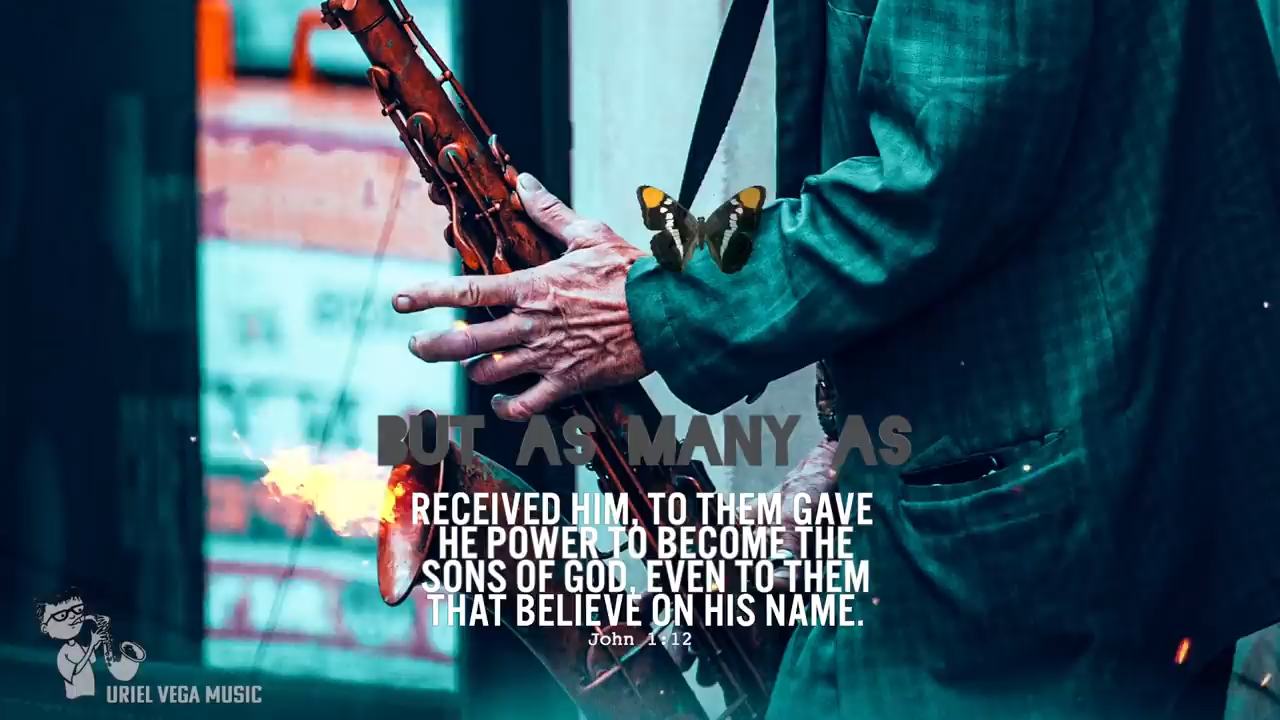 BUT AS MANY AS
RECEIVED HIM, TO THEM GAVE
HE POWER TO BECOME THE
SONS OF GOD, EVEN TO THEM
THAT BELIEVE ON HIS NAME.
John 1:12
URIEL VEGA MUSIC